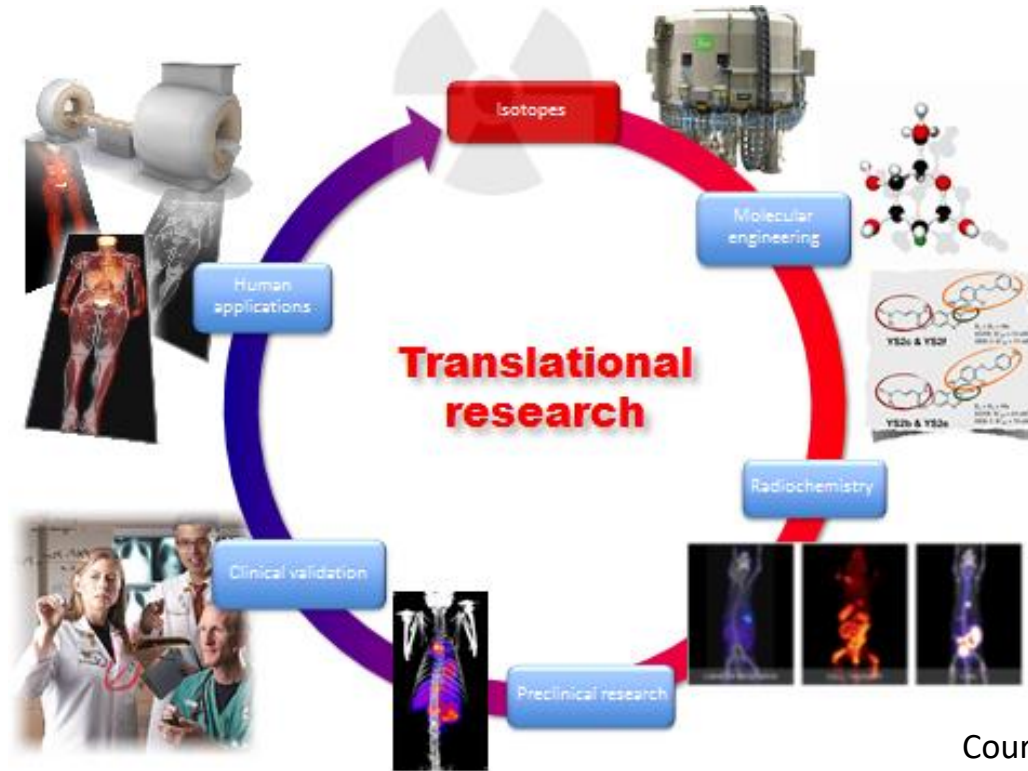 Isotopes
Molecular
engineering
Human
applications
Translational
research
YS2c & YS2f
YS2b & YS2e
Radiochemistry
Clinical validation
Preclinical research
Cour